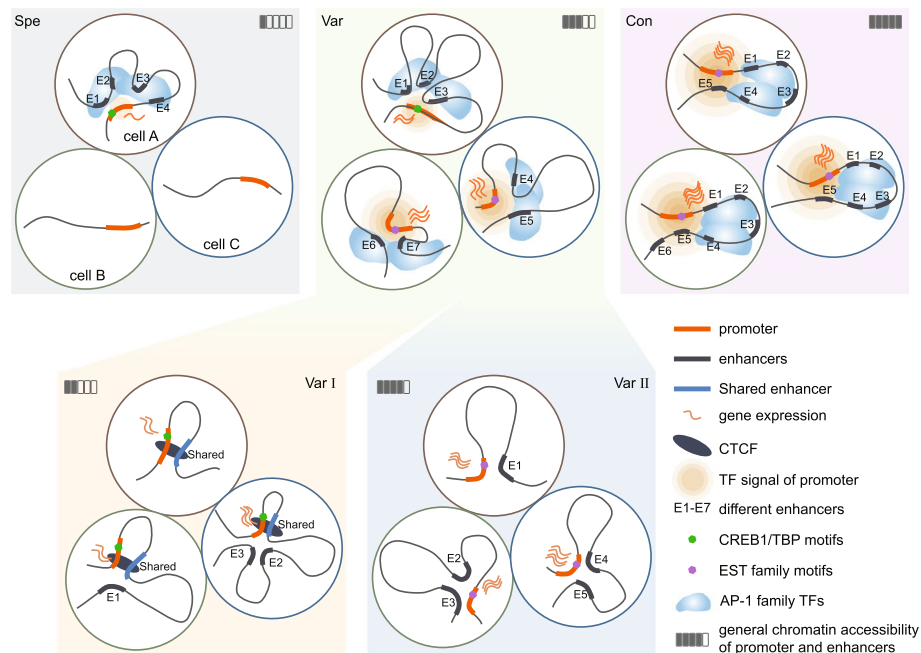 Spe
E2
E3
E1
E4
cell A
cell B
cell C
Var
E1
E2
E3
E4
E5
E6
E7
Con
E1
E2
E5
E4
E3
E1
E2
E5
E4
E3
E1
E2
E3
E5
E4
E6
Var I
Shared
Shared
E1
Shared
E3
E2
Var II
E1
E2
E3
E4
E5
promoter
enhancers
Shared enhancer
gene expression
CTCF
TF signal of promoter
E1-E7 different enhancers
CREB1/TBP motifs
EST family motifs
AP-1 family TFs
general chromatin accessibility
of promoter and enhancers